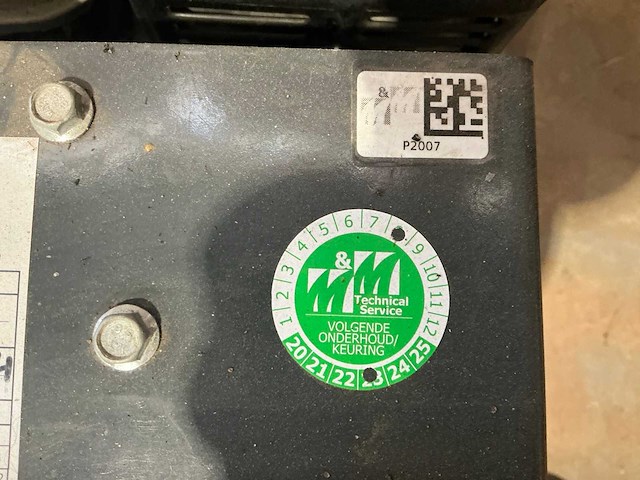 M&M
P2007
1 2 3 4 5 6 7 9 10 11 12
M&M
Technical
Service
VOLGENDE
ONDERHOUD/
KEURING
20 21 22 23 24 25